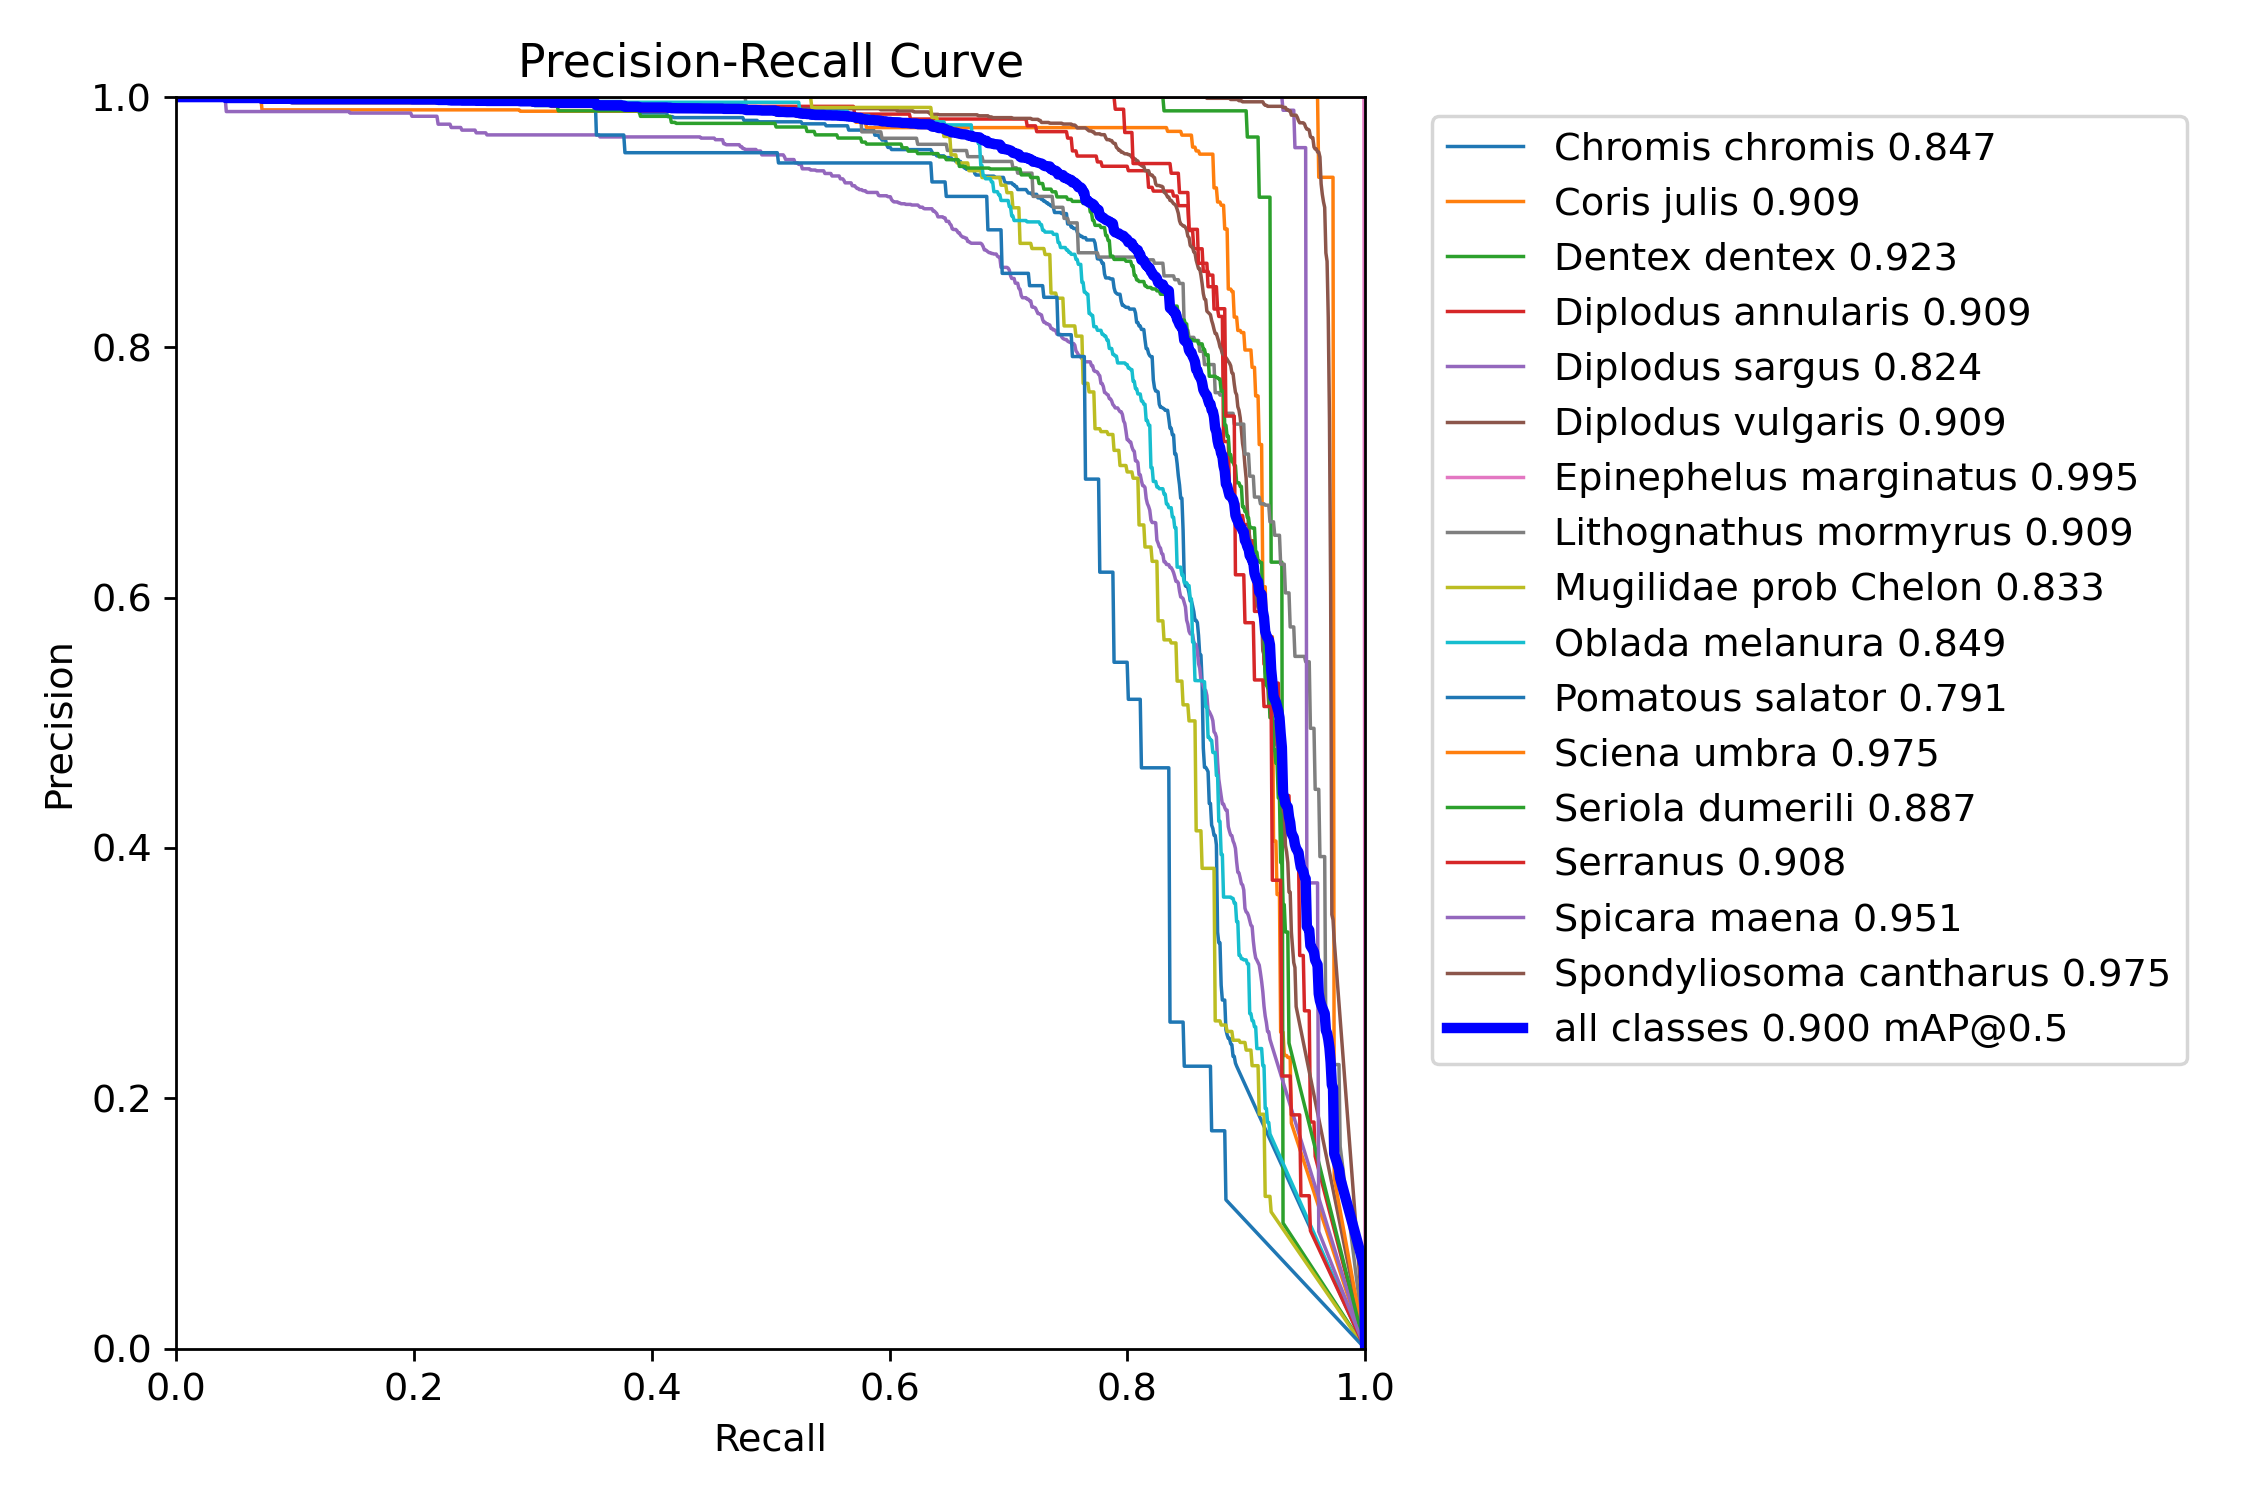 Precision-Recall Curve
1.0
0.8
0.6
0.4
0.2
0.0
Precision
0.0 0.2 0.4 0.6 0.8 1.0
Recall
Chromis chromis 0.847
Coris julis 0.909
Dentex dentex 0.923
Diplodus annularis 0.909
Diplodus sargus 0.824
Diplodus vulgaris 0.909
Epinephelus marginatus 0.995
Lithognathus mormyrus 0.909
Mugilidae prob Chelon 0.833
Oblada melanura 0.849
Pomatous salator 0.791
Sciena umbra 0.975
Seriola dumerili 0.887
Serranus 0.908
Spicara maena 0.951
Spondyliosoma cantharus 0.975
all classes 0.900 mAP@0.5